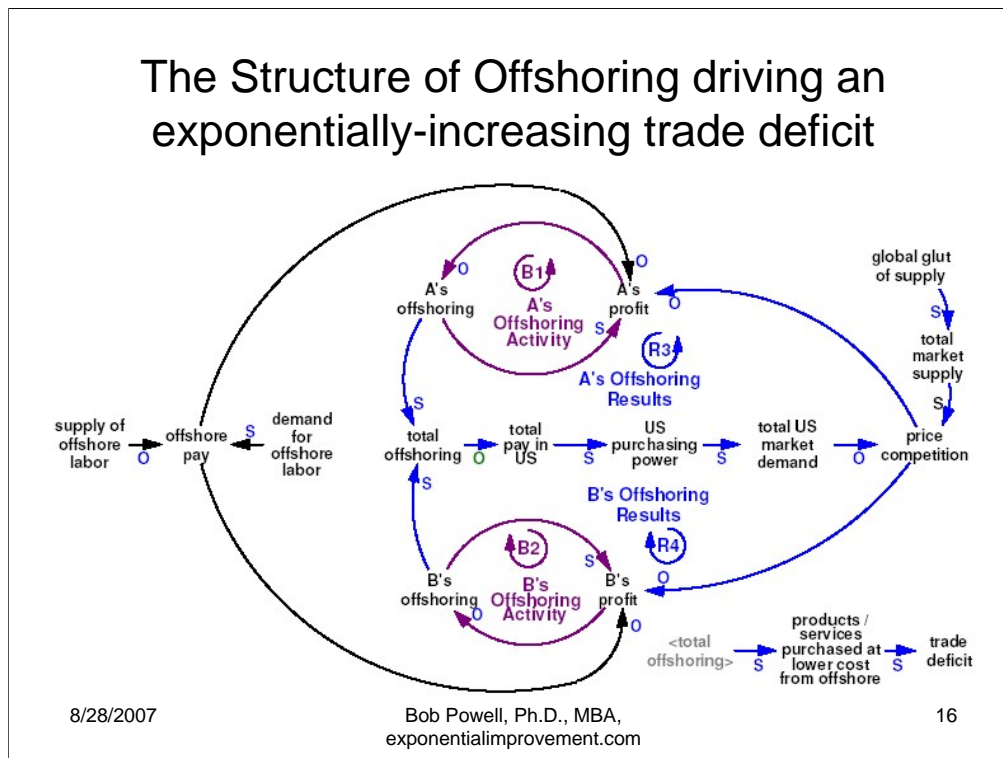 The Structure of Offshoring driving an
exponentially-increasing trade deficit
O
B1
O
A's
offshoring
A's
Offshoring
Activity
S
A's
profit
O
R3
A's Offshoring
Results
global glut
of supply
S
total
market
supply
S
supply of
offshore
labor
O
offshore
pay
S
demand
for
offshore
labor
S
total
offshoring
S
O
total
pay in
US
S
US
purchasing
power
S
total US
market
demand
O
price
competition
B's Offshoring
Results
R4
B2
S
O
B's
offshoring
O
B's
Offshoring
Activity
B's
profit
O
<total
offshoring>
S
products /
services
purchased at
lower cost
from offshore
S
trade
deficit
8/28/2007
Bob Powell, Ph.D., MBA,
exponentialimprovement.com
16